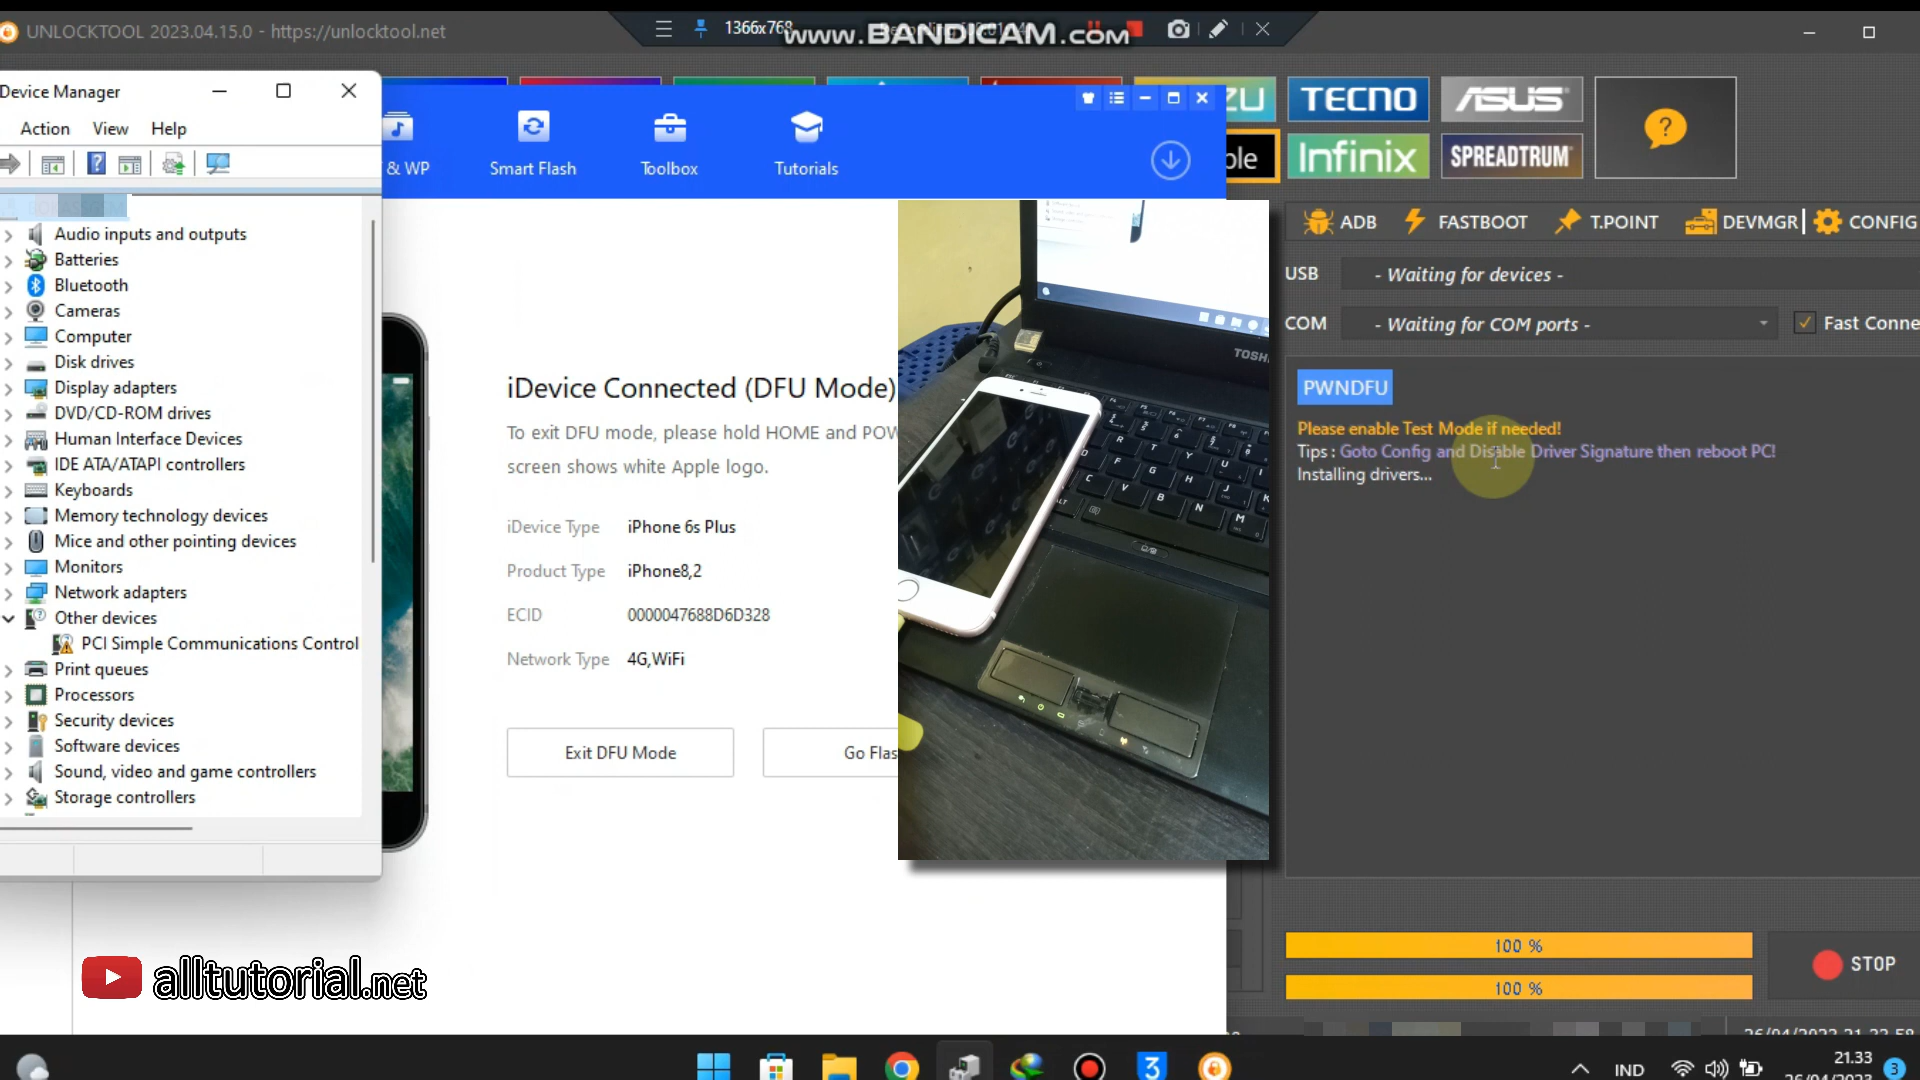 UNLOCKTOOL 2023.04.15.0 - https://unlocktool.net
1366x768
www.BANDICAM.com
Device Manager
Action View Help
Audio inputs and outputs
Batteries
Bluetooth
Cameras
Computer
Disk drives
Display adapters
DVD/CD-ROM drives
Human Interface Devices
IDE ATA/ATAPI controllers
Keyboards
Memory technology devices
Mice and other pointing devices
Monitors
Network adapters
Other devices
PCI Simple Communications Control
Print queues
Processors
Security devices
Software devices
Sound, video and game controllers
Storage controllers
& WP
Smart Flash
Toolbox
Tutorials
iDevice Connected (DFU Mode)
To exit DFU mode, please hold HOME and POW
screen shows white Apple logo.
iDevice Type iPhone 6s Plus
Product Type iPhone8,2
ECID 0000047688D6D328
Network Type 4G,WiFi
Exit DFU Mode
Go Flas
TOSH
ZU
TECNO
ASUS
ple
Infinix
SPREADTRUM
ADB FASTBOOT T.POINT DEVMGR CONFIG
USB - Waiting for devices -
COM - Waiting for COM ports -
Fast Conne
PWNDFU
Please enable Test Mode if needed!
Tips : Goto Config and Disable Driver Signature then reboot PC!
Installing drivers...
100 %
100 %
STOP
alltutorial.net
IND
21.33
3